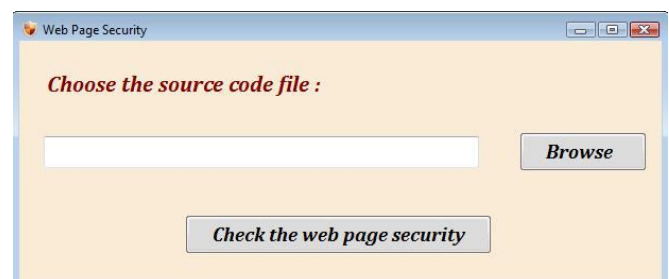 Web Page Security
Choose the source code file :
Browse
Check the web page security